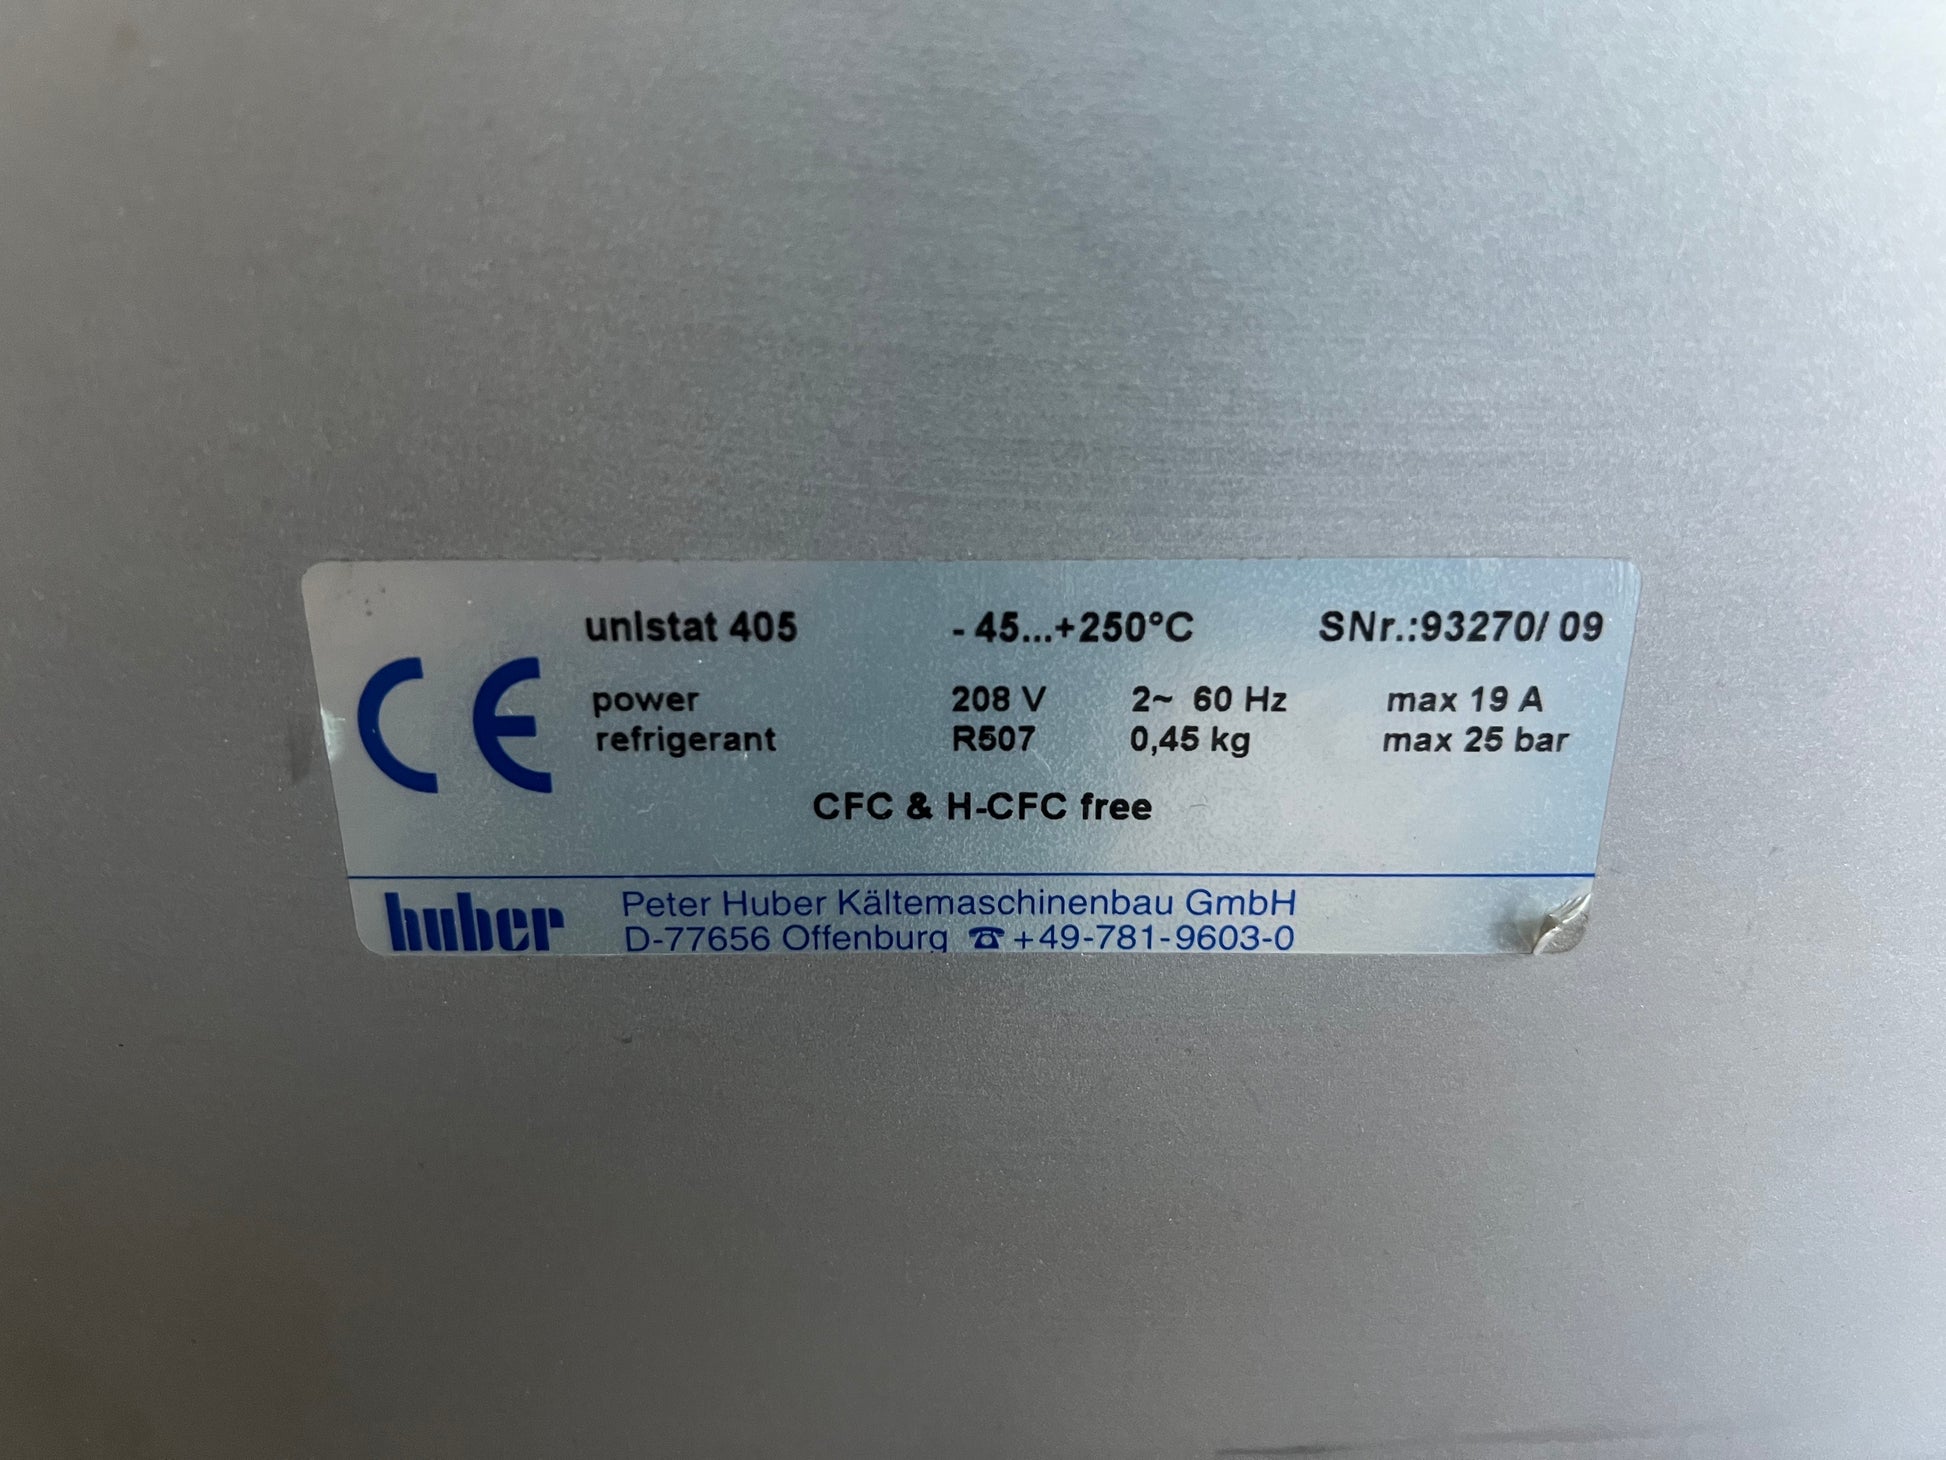 unistat 405 - 45...+250°C SNr.:93270/ 09
power 208 V 2~ 60 Hz max 19 A
refrigerant R507 0,45 kg max 25 bar
CFC & H-CFC free
CE
huber Peter Huber Kältemaschinenbau GmbH
D-77656 Offenburg ☎ +49-781-9603-0